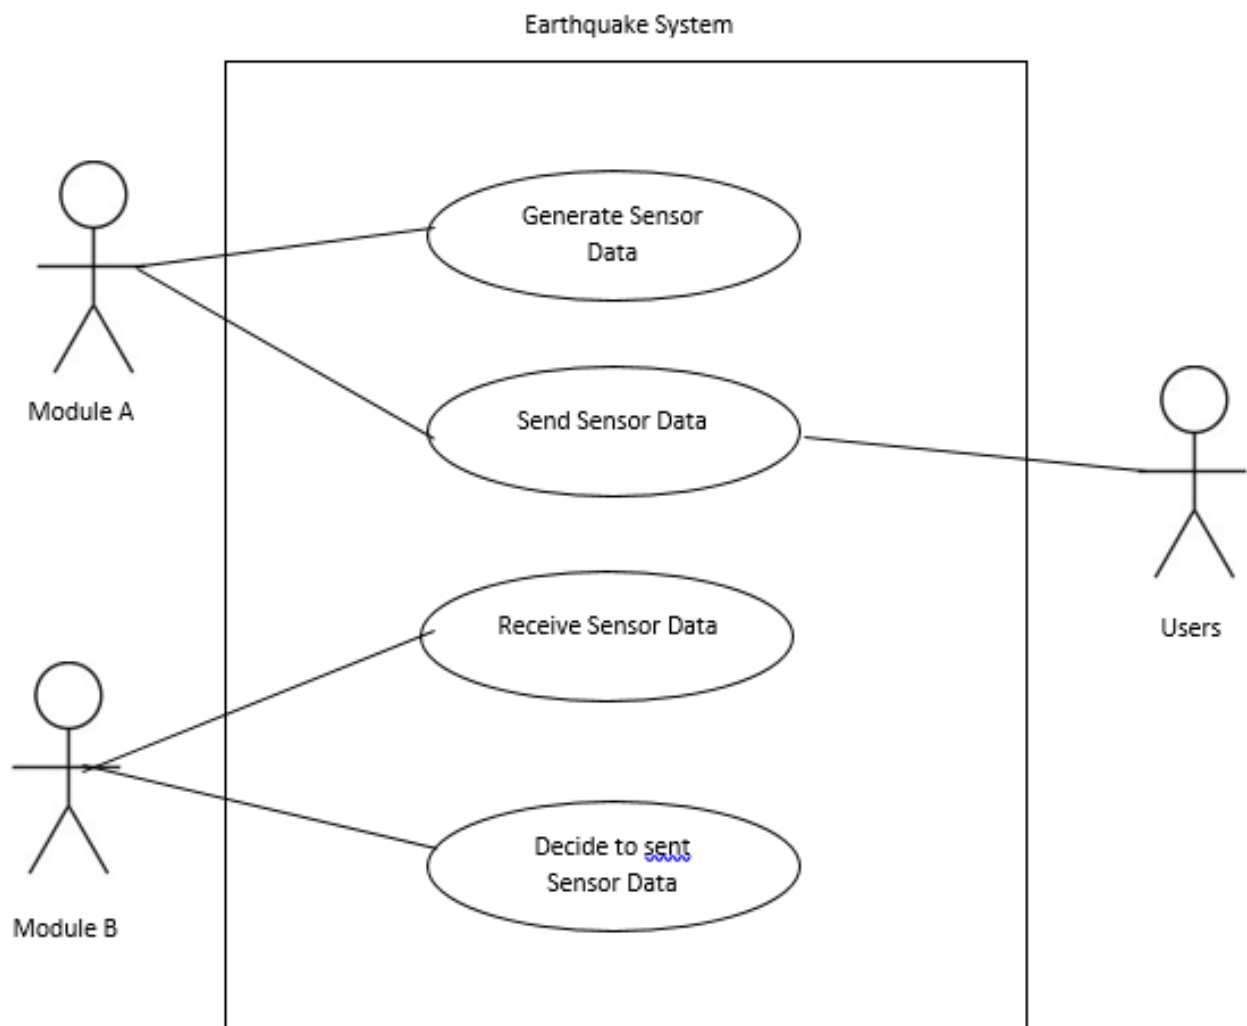 Earthquake System
Generate Sensor
Data
Module A
Send Sensor Data
Receive Sensor Data
Users
Decide to sent
Sensor Data
Module B